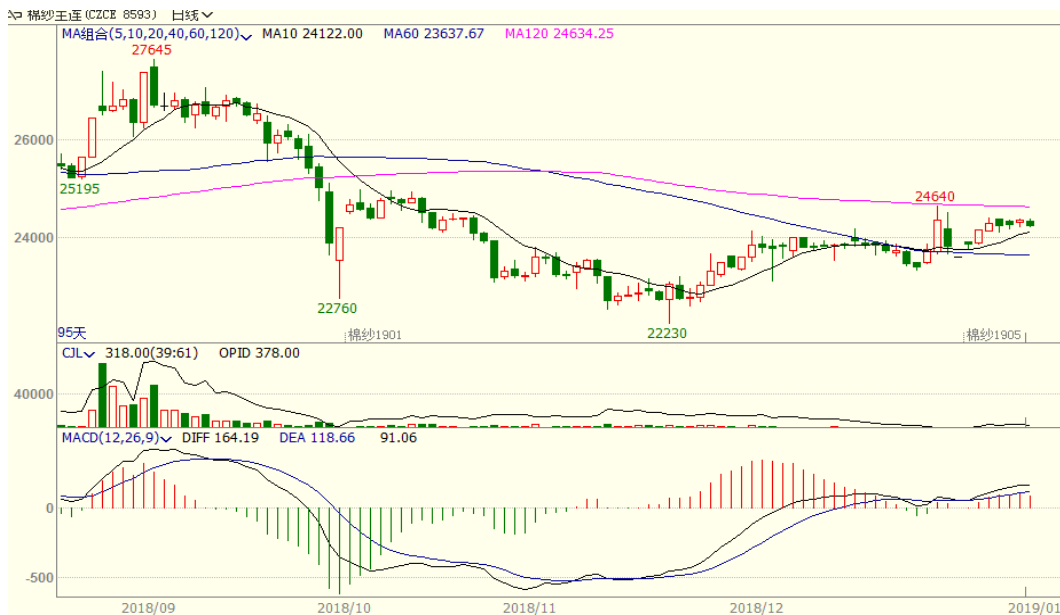 棉纱主连(CZCE 8593) 日线
MA组合(5,10,20,40,60,120) MA10 24122.00 MA60 23637.67 MA120 24634.25
27645
26000
25195
24640
24000
22760
22230
95天
棉纱1901
棉纱1905
CJL 318.00(39:61) OPID 378.00
40000
MACD(12,26,9) DIFF 164.19 DEA 118.66 91.06
0
-500
2018/09 2018/10 2018/11 2018/12 2019/01